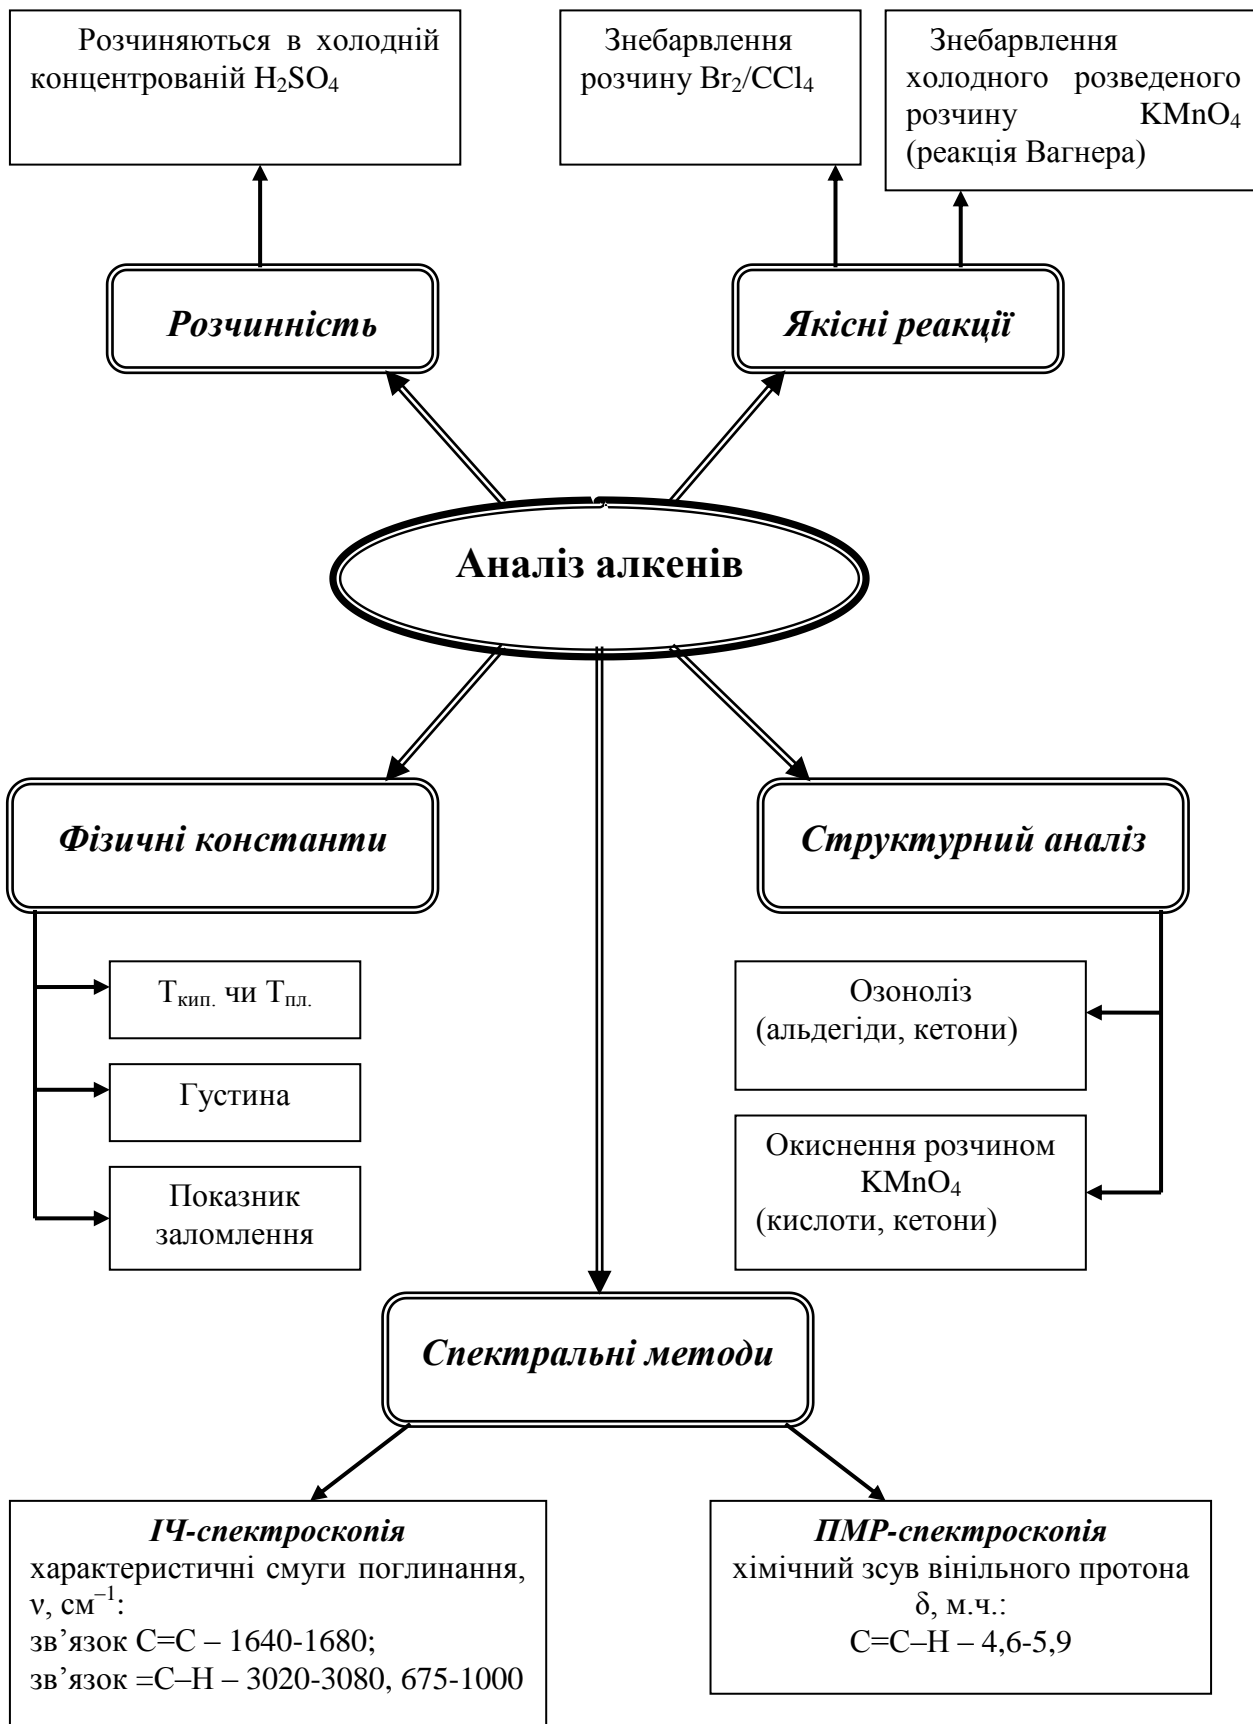 Розчиняються в холодній
концентрованій H₂SO₄
Знебарвлення
розчину Br₂/CCl₄
Знебарвлення
холодного розведеного
розчину KMnO₄
(реакція Вагнера)
Розчинність
Якісні реакції
Аналіз алкенів
Фізичні константи
Структурний аналіз
Ткип. чи Тпл.
Густина
Показник
заломлення
Озоноліз
(альдегіди, кетони)
Окиснення розчином
KMnO₄
(кислоти, кетони)
Спектральні методи
ІЧ-спектроскопія
характеристичні смуги поглинання,
ν, см⁻¹:
зв’язок C=C – 1640-1680;
зв’язок =C–H – 3020-3080, 675-1000
ПМР-спектроскопія
хімічний зсув вінільного протона
δ, м.ч.:
C=C–H – 4,6-5,9